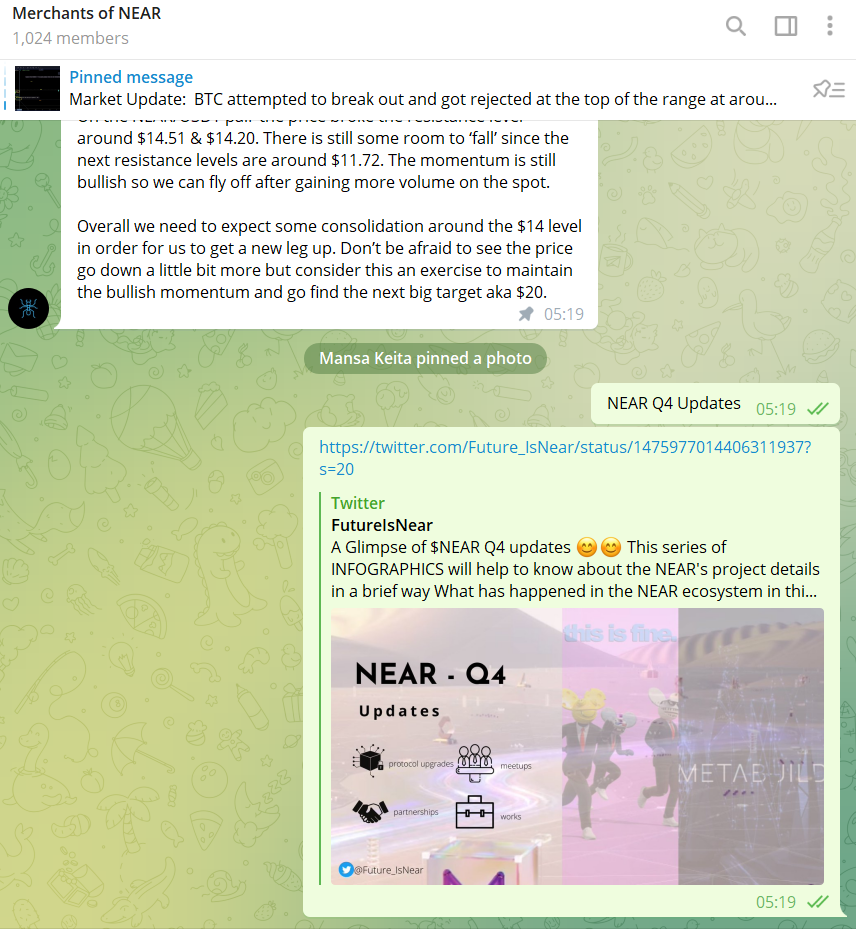 Merchants of NEAR
1,024 members
Pinned message
Market Update: BTC attempted to break out and got rejected at the top of the range at arou...
On the NEAR/USDT pair the price broke the resistance level
around $14.51 & $14.20. There is still some room to ‘fall’ since the
next resistance levels are around $11.72. The momentum is still
bullish so we can fly off after gaining more volume on the spot.
Overall we need to expect some consolidation around the $14 level
in order for us to get a new leg up. Don’t be afraid to see the price
go down a little bit more but consider this an exercise to maintain
the bullish momentum and go find the next big target aka $20.
05:19
Mansa Keita pinned a photo
NEAR Q4 Updates 05:19
https://twitter.com/Future_IsNear/status/1475977014406311937?
s=20
Twitter
FutureIsNear
A Glimpse of $NEAR Q4 updates 😊😊 This series of
INFOGRAPHICS will help to know about the NEAR's project details
in a brief way What has happened in the NEAR ecosystem in thi...
this is fine.
NEAR - Q4
Updates
protocol upgrades
meetups
METABUILD
partnerships
works
@Future_IsNear
05:19